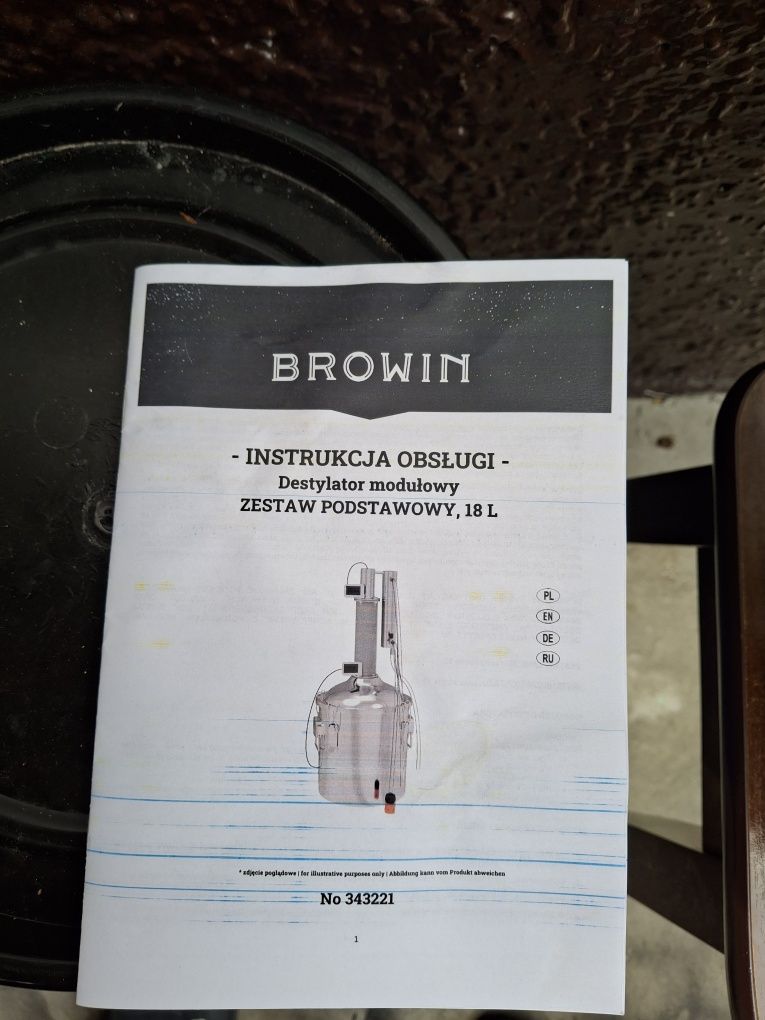 BROWIN
- INSTRUKCJA OBSŁUGI -
Destylator modułowy
ZESTAW PODSTAWOWY, 18 L
PL
EN
DE
RU
* zdjęcie poglądowe | for illustrative purposes only | Abbildung kann vom Produkt abweichen
No 343221
1